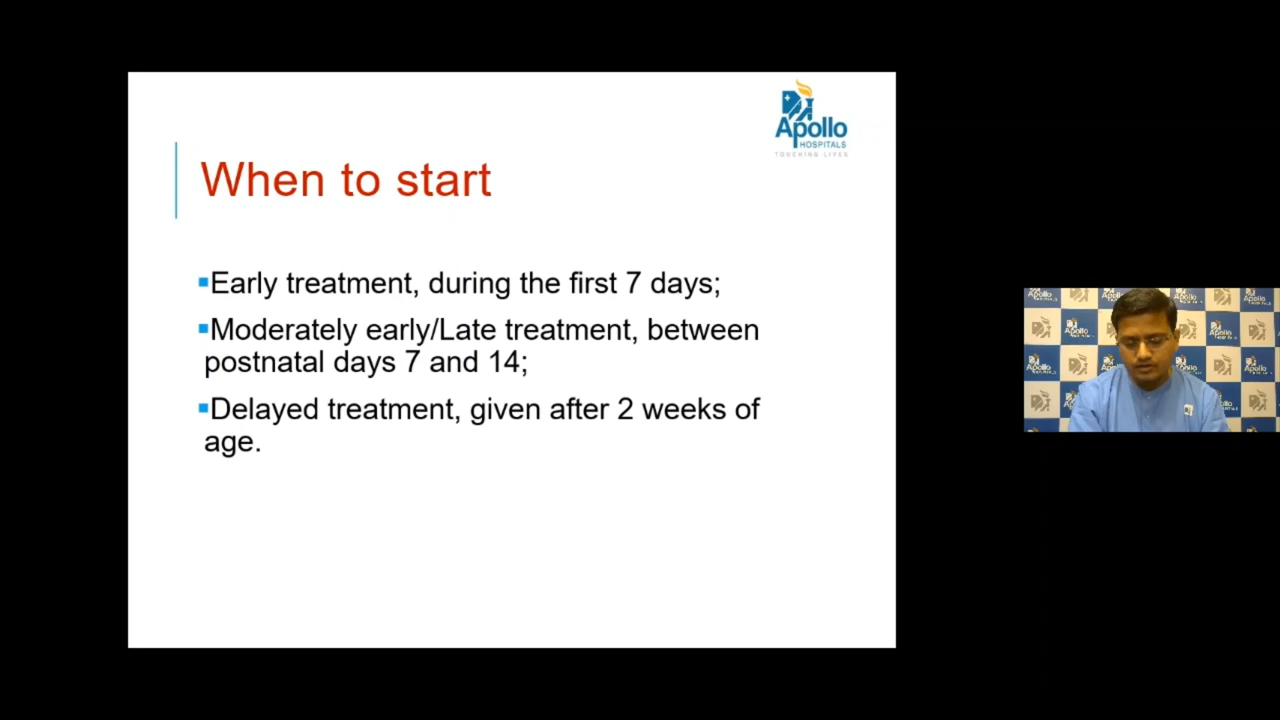 Apollo
HOSPITALS
TOUCHING LIVES
When to start
▪Early treatment, during the first 7 days;
▪Moderately early/Late treatment, between
postnatal days 7 and 14;
▪Delayed treatment, given after 2 weeks of
age.